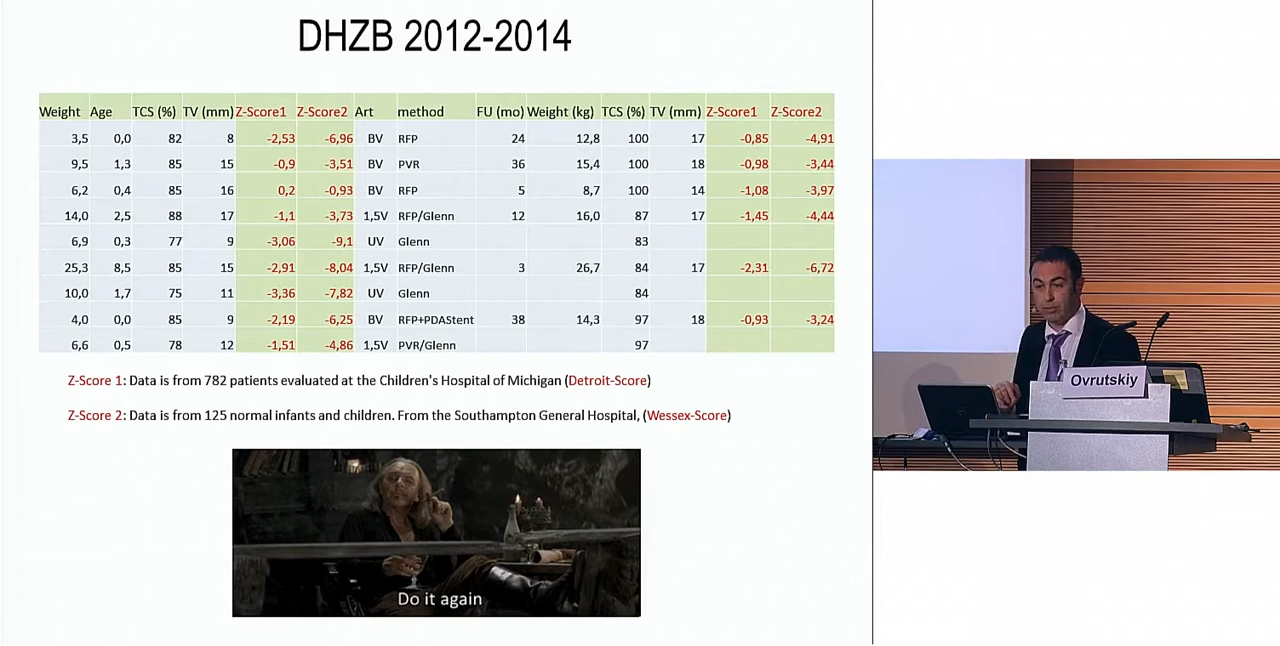 DHZB 2012-2014
Weight Age TCS (%) TV (mm) Z-Score1 Z-Score2 Art method FU (mo) Weight (kg) TCS (%) TV (mm) Z-Score1 Z-Score2
3,5 0,0 82 8 -2,53 -6,96 BV RFP 24 12,8 100 17 -0,85 -4,91
9,5 1,3 85 15 -0,9 -3,51 BV PVR 36 15,4 100 18 -0,98 -3,44
6,2 0,4 85 16 0,2 -0,93 BV RFP 5 8,7 100 14 -1,08 -3,97
14,0 2,5 88 17 -1,1 -3,73 1,5V RFP/Glenn 12 16,0 87 17 -1,45 -4,44
6,9 0,3 77 9 -3,06 -9,1 UV Glenn 83
25,3 8,5 85 15 -2,91 -8,04 1,5V RFP/Glenn 3 26,7 84 17 -2,31 -6,72
10,0 1,7 75 11 -3,36 -7,82 UV Glenn 84
4,0 0,0 85 9 -2,19 -6,25 BV RFP+PDAStent 38 14,3 97 18 -0,93 -3,24
6,6 0,5 78 12 -1,51 -4,86 1,5V PVR/Glenn 97
Z-Score 1: Data is from 782 patients evaluated at the Children's Hospital of Michigan (Detroit-Score)
Z-Score 2: Data is from 125 normal infants and children. From the Southampton General Hospital, (Wessex-Score)
Do it again
Ovrutskiy